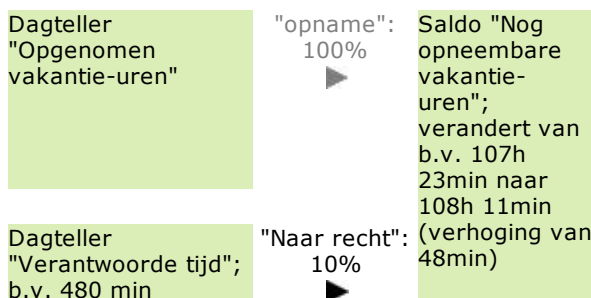 Dagteller
"Opgenomen
vakantie-uren"
"opname":
100%
Saldo "Nog
opneembare
vakantie-
uren";
verandert van
b.v. 107h
23min naar
108h 11min
(verhoging van
48min)
Dagteller
"Verantwoorde tijd";
b.v. 480 min
"Naar recht":
10%